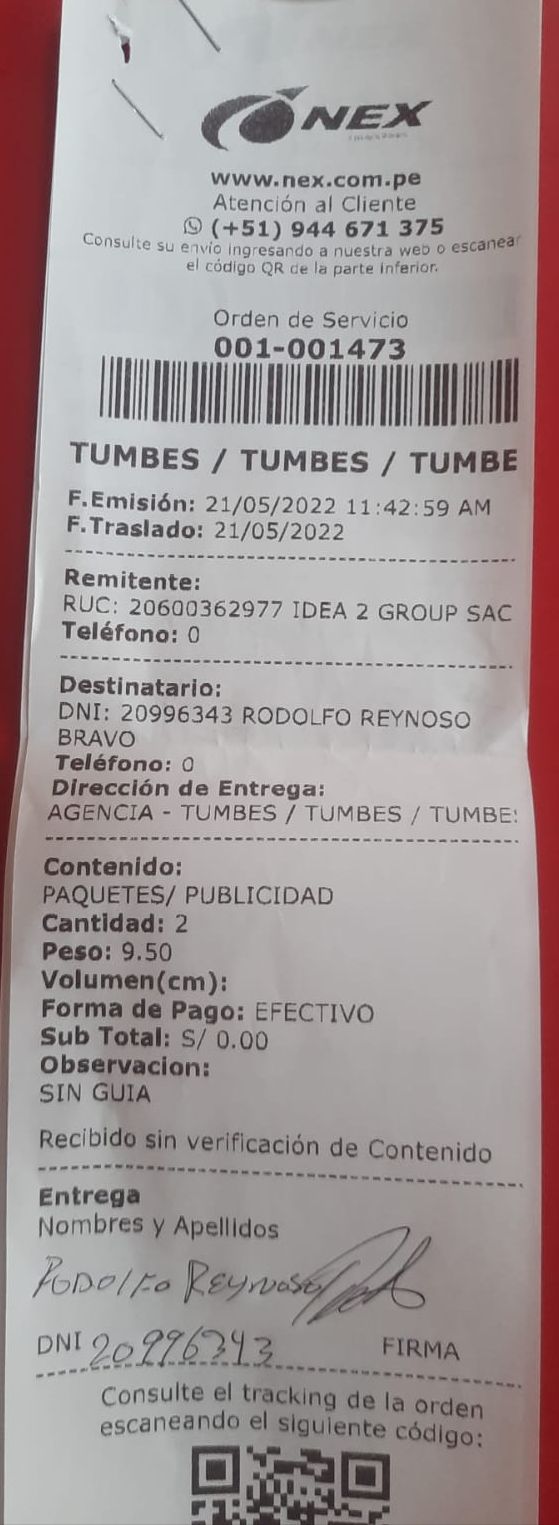 NEX
www.nex.com.pe
Atención al Cliente
(+51) 944 671 375
Consulte su envío ingresando a nuestra web o escanear
el código QR de la parte inferior.
Orden de Servicio
001-001473
TUMBES / TUMBES / TUMBE
F.Emisión: 21/05/2022 11:42:59 AM
F.Traslado: 21/05/2022
Remitente:
RUC: 20600362977 IDEA 2 GROUP SAC
Teléfono: 0
Destinatario:
DNI: 20996343 RODOLFO REYNOSO
BRAVO
Teléfono: 0
Dirección de Entrega:
AGENCIA - TUMBES / TUMBES / TUMBES
Contenido:
PAQUETES/ PUBLICIDAD
Cantidad: 2
Peso: 9.50
Volumen(cm):
Forma de Pago: EFECTIVO
Sub Total: S/ 0.00
Observacion:
SIN GUIA
Recibido sin verificación de Contenido
Entrega
Nombres y Apellidos
RODOLFO REYNOSO
DNI 20996343 FIRMA
Consulte el tracking de la orden
escaneando el siguiente código: